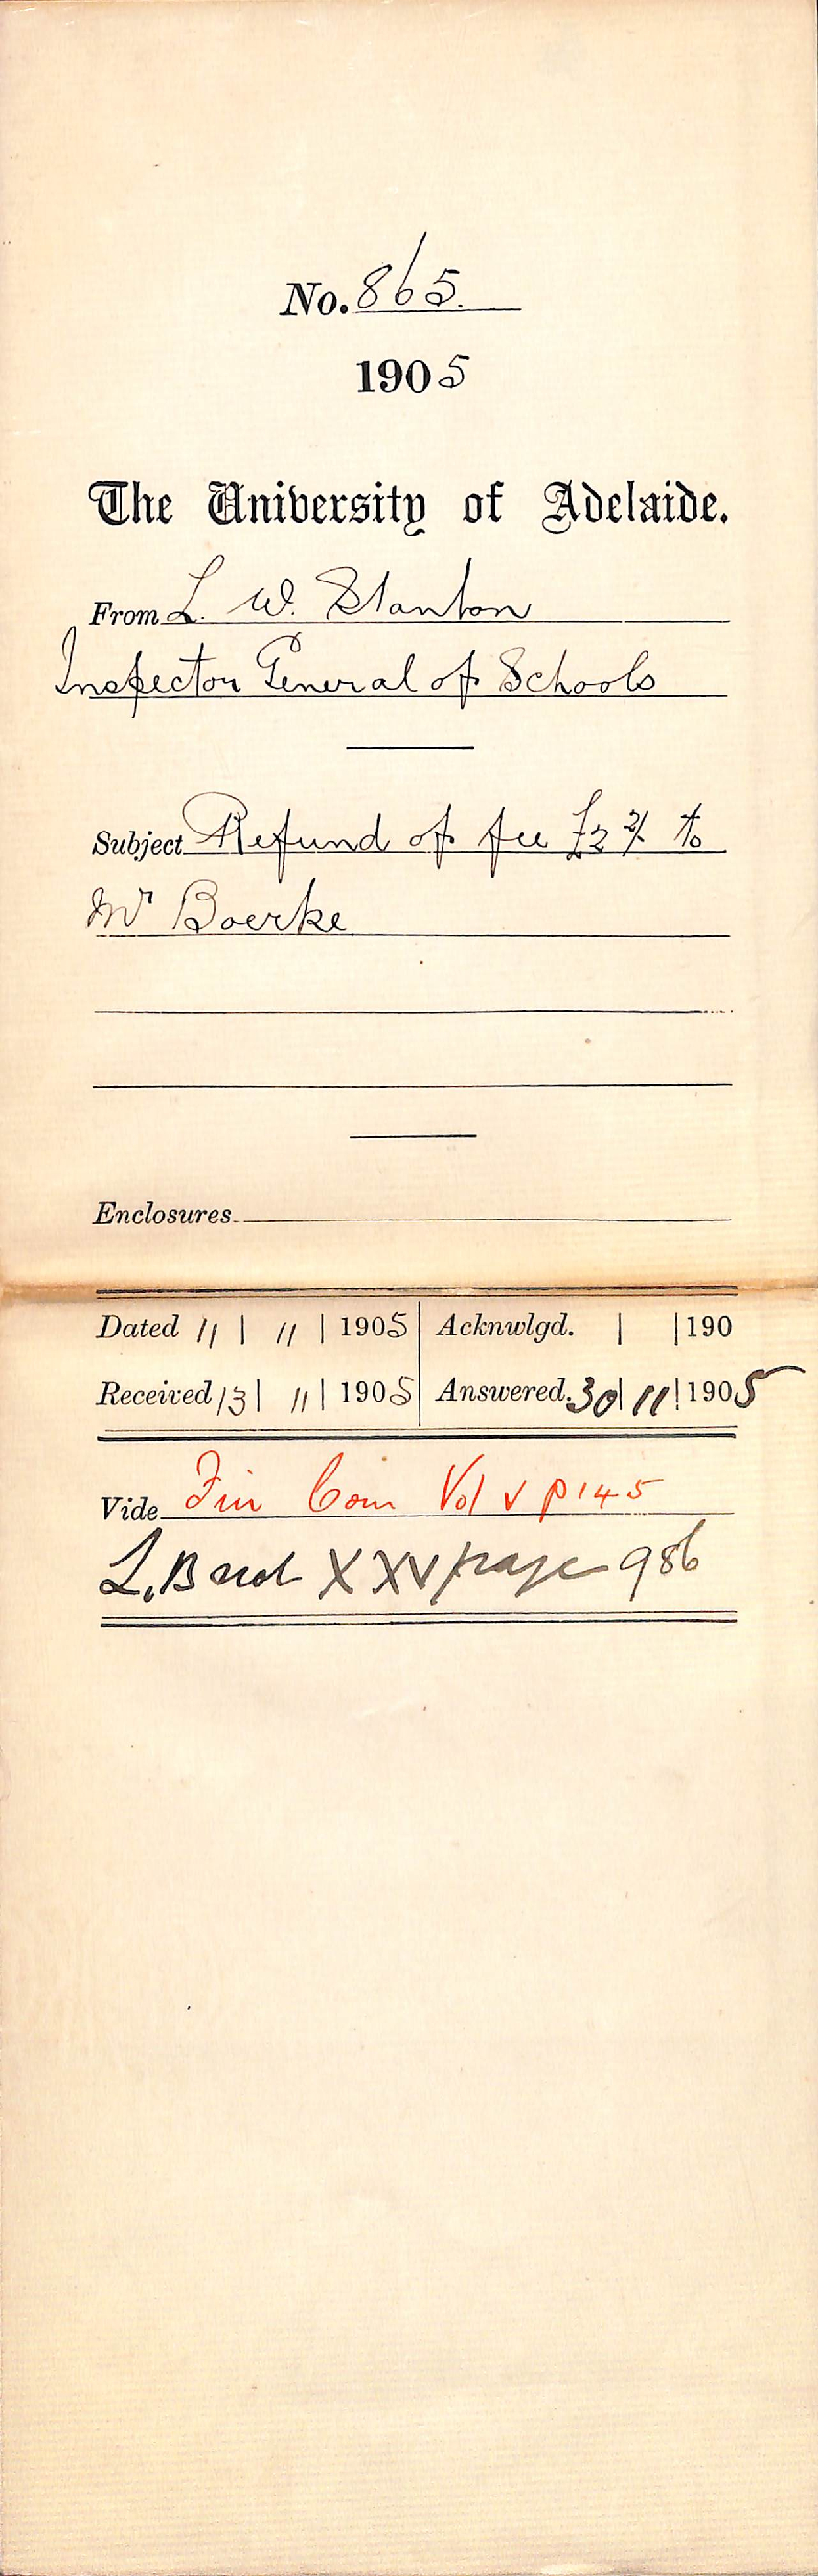 No. 865.
1905
The University of Adelaide.
From L. W. Stanton
Inspector General of Schools
Subject Refund of fee £2 2/. to
Mr Boerke
Enclosures
Dated 11 | 11 | 1905 Acknwlgd. | | 190
Received 13 | 11 | 1905 Answered. 30 | 11 | 1905
Vide Fin Com Vol V p 145
L. B XXV page 986